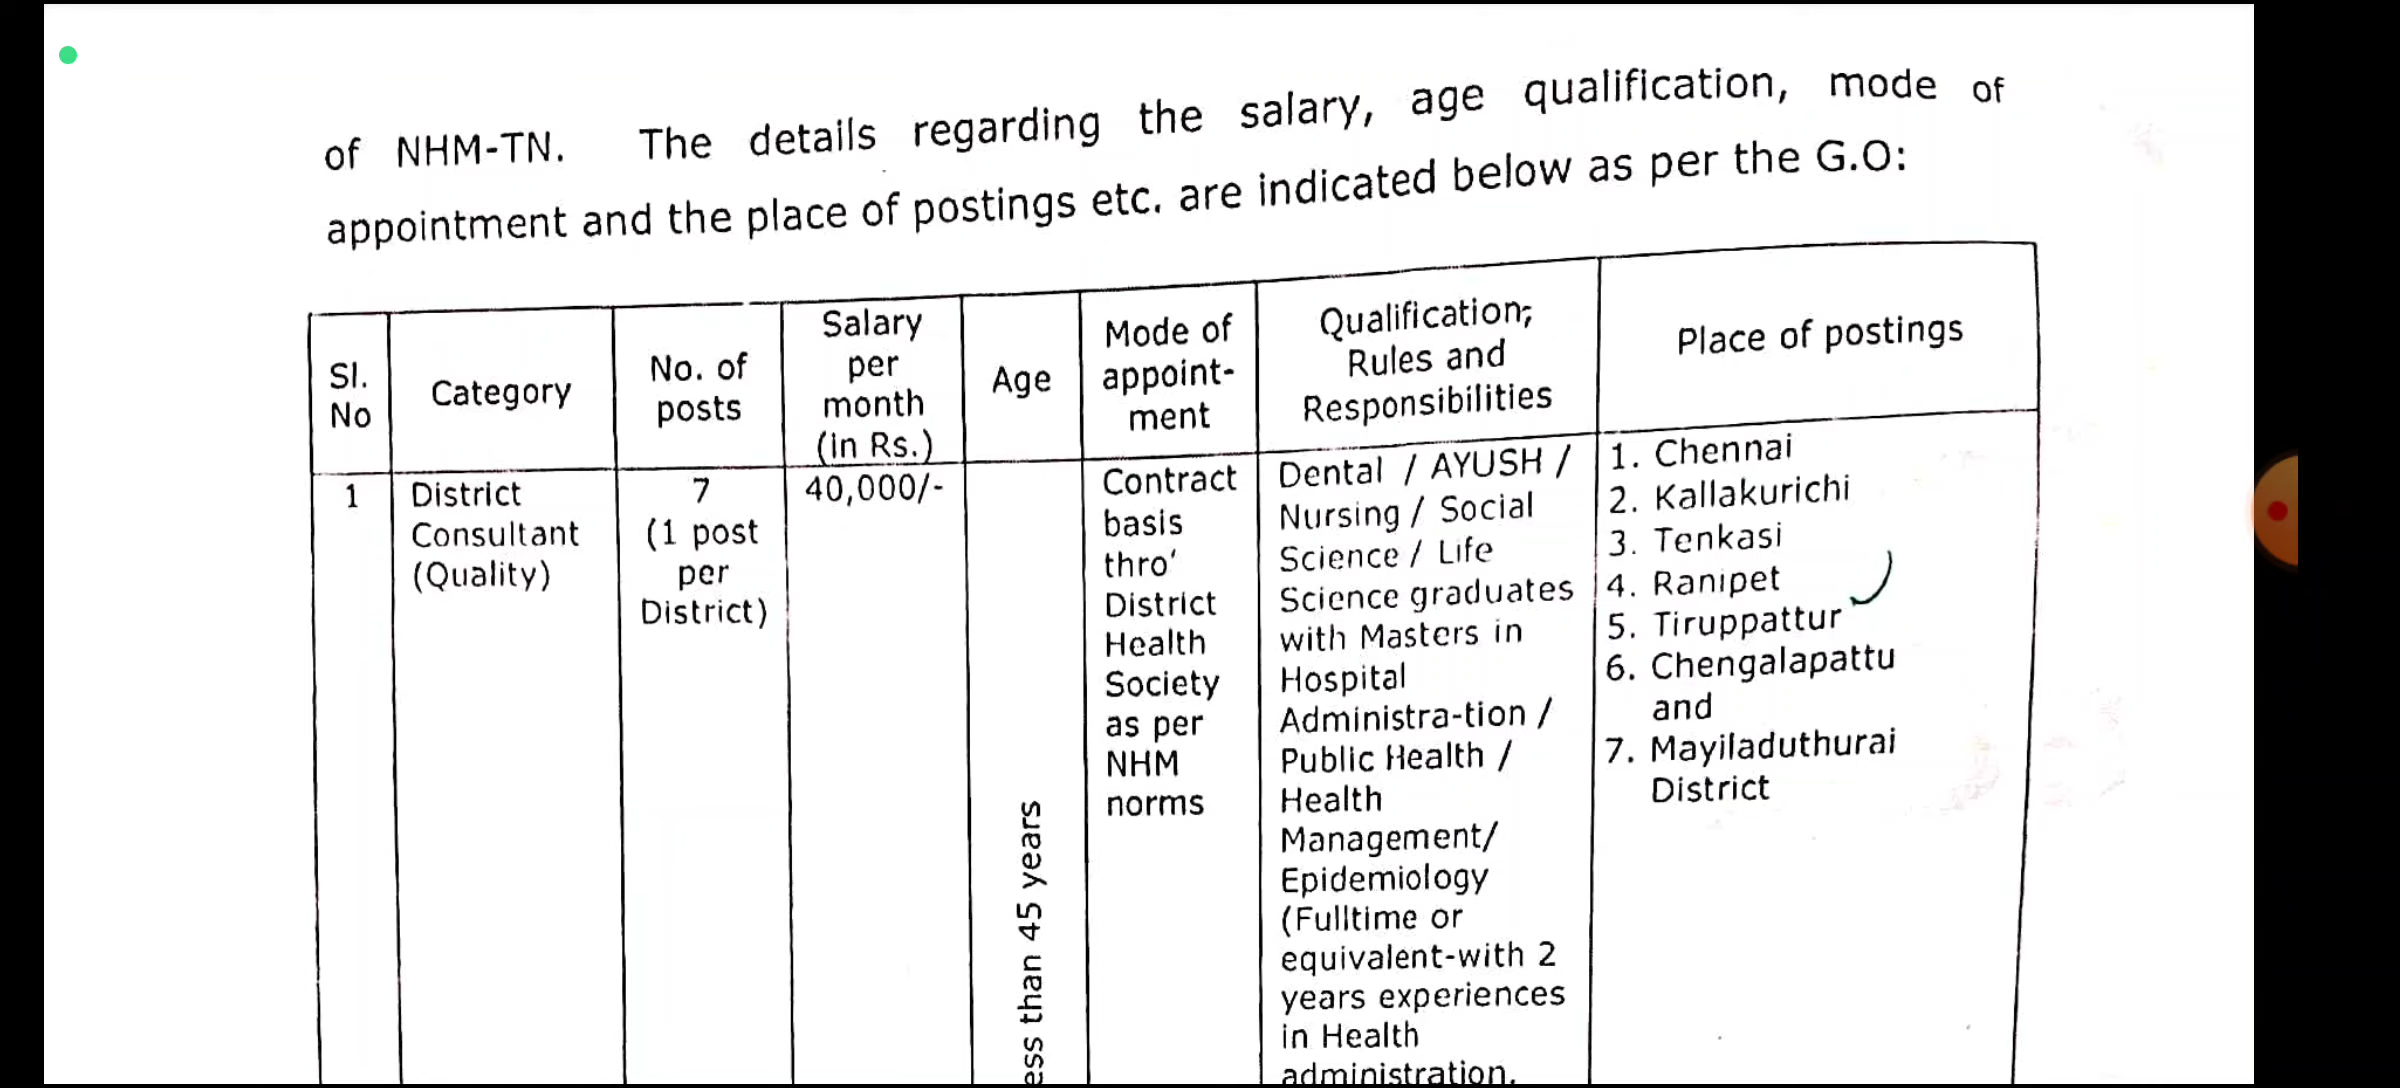 of NHM-TN. The details regarding the salary, age qualification, mode of
appointment and the place of postings etc. are indicated below as per the G.O:
Sl.
No
Category
No. of
posts
Salary
per
month
(in Rs.)
Age
Mode of
appoint-
ment
Qualification,
Rules and
Responsibilities
Place of postings
1
District
Consultant
(Quality)
7
(1 post
per
District)
40,000/-
ess than 45 years
Contract
basis
thro'
District
Health
Society
as per
NHM
norms
Dental / AYUSH /
Nursing / Social
Science / Life
Science graduates
with Masters in
Hospital
Administra-tion /
Public Health /
Health
Management/
Epidemiology
(Fulltime or
equivalent-with 2
years experiences
in Health
administration.
1. Chennai
2. Kallakurichi
3. Tenkasi
4. Ranipet
5. Tiruppattur
6. Chengalapattu
and
7. Mayiladuthurai
District